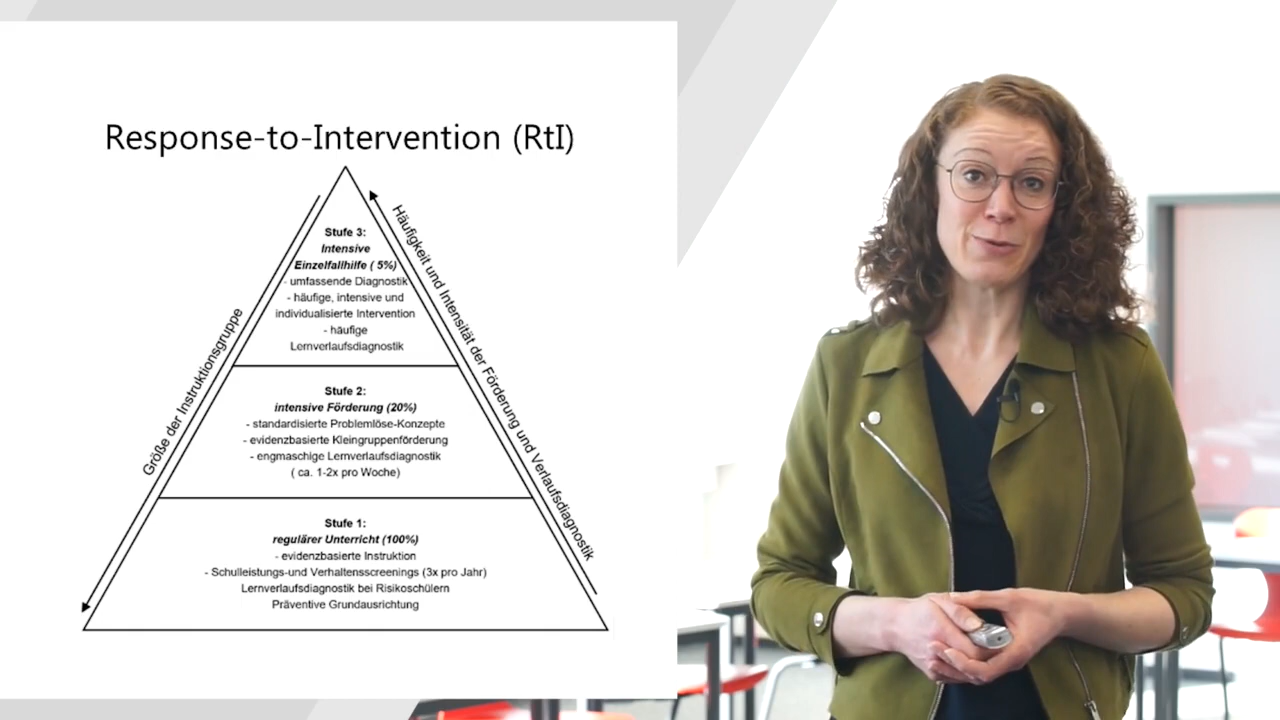 Response-to-Intervention (RtI)
Stufe 3:
Intensive
Einzelfallhilfe ( 5%)
- umfassende Diagnostik
- häufige, intensive und
individualisierte Intervention
- häufige
Lernverlaufsdiagnostik
Stufe 2:
intensive Förderung (20%)
- standardisierte Problemlöse-Konzepte
- evidenzbasierte Kleingruppenförderung
- engmaschige Lernverlaufsdiagnostik
( ca. 1-2x pro Woche)
Stufe 1:
regulärer Unterricht (100%)
- evidenzbasierte Instruktion
- Schulleistungs-und Verhaltensscreenings (3x pro Jahr)
Lernverlaufsdiagnostik bei Risikoschülern
Präventive Grundausrichtung
Größe der Instruktionsgruppe
Häufigkeit und Intensität der Förderung und Verlaufsdiagnostik